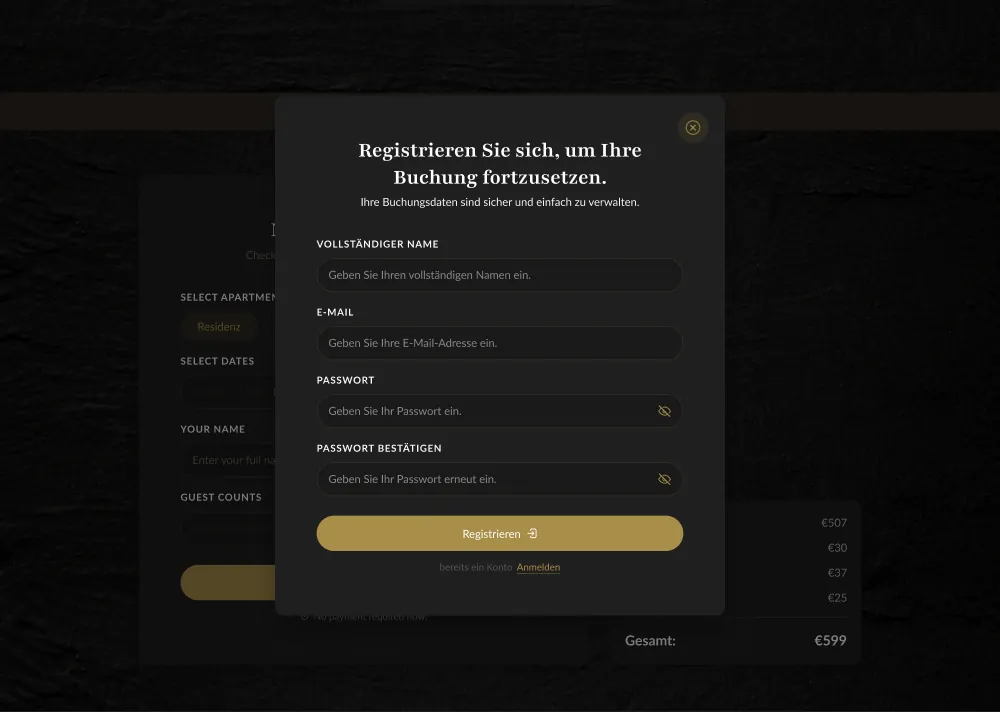 Registrieren Sie sich, um Ihre
Buchung fortzusetzen.
Ihre Buchungsdaten sind sicher und einfach zu verwalten.
VOLLSTÄNDIGER NAME
Geben Sie Ihren vollständigen Namen ein.
E-MAIL
Geben Sie Ihre E-Mail-Adresse ein.
PASSWORT
Geben Sie Ihr Passwort ein.
PASSWORT BESTÄTIGEN
Geben Sie Ihr Passwort erneut ein.
Registrieren
bereits ein Konto Anmelden
SELECT
Residenz
SELECT DATES
YOUR NAME
Enter your full
GUEST COUNTS
No payment required now.
€507
€30
€37
€25
Gesamt: €599